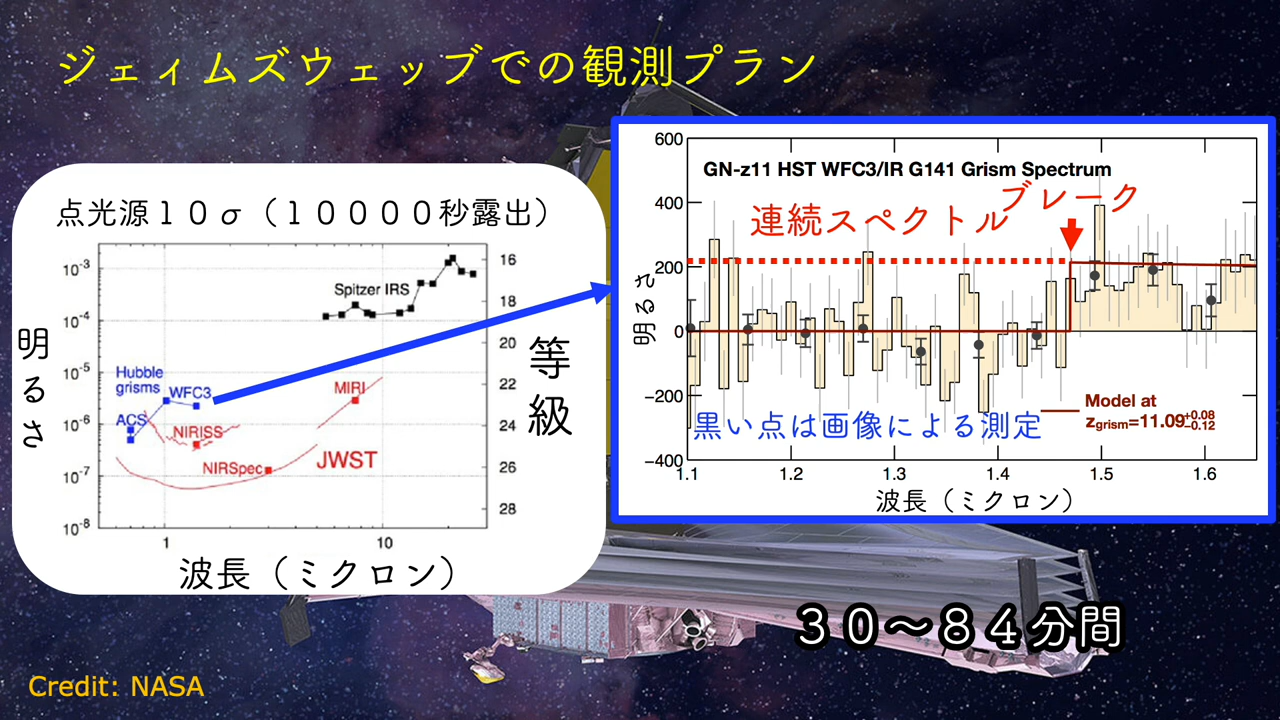 ジェィムズウェッブでの観測プラン
点光源１０σ（１００００秒露出）
10-3
10-4
10-5
10-6
10-7
10-8
16
18
20
22
24
26
28
Spitzer IRS
Hubble
grisms
WFC3
ACS
NIRISS
NIRSpec
MIRI
JWST
1
10
明るさ
等級
波長（ミクロン）
600
400
200
0
−200
−400
GN-z11 HST WFC3/IR G141 Grism Spectrum
ブレーク
連続スペクトル
明るさ
Model at
zgrism=11.09+0.08−0.12
黒い点は画像による測定
1.1
1.2
1.3
1.4
1.5
1.6
波長（ミクロン）
３０～８４分間
Credit: NASA